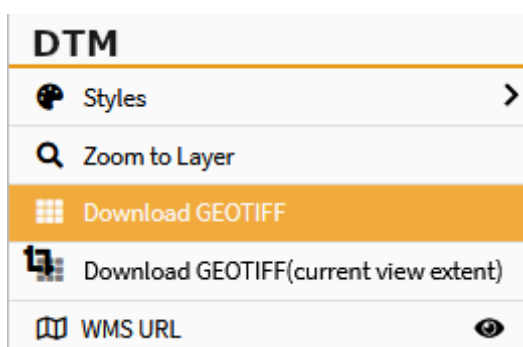 DTM
Styles
Zoom to Layer
Download GEOTIFF
Download GEOTIFF(current view extent)
WMS URL